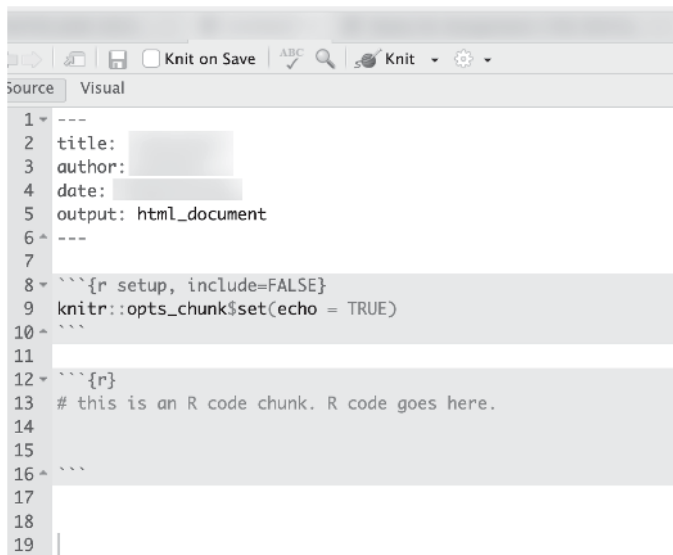 Knit on Save ABC Knit
Source Visual
1 ---
2 title:
3 author:
4 date:
5 output: html_document
6 ---
7
8 ```{r setup, include=FALSE}
9 knitr::opts_chunk$set(echo = TRUE)
10 ```
11
12 ```{r}
13 # this is an R code chunk. R code goes here.
14
15
16 ```
17
18
19